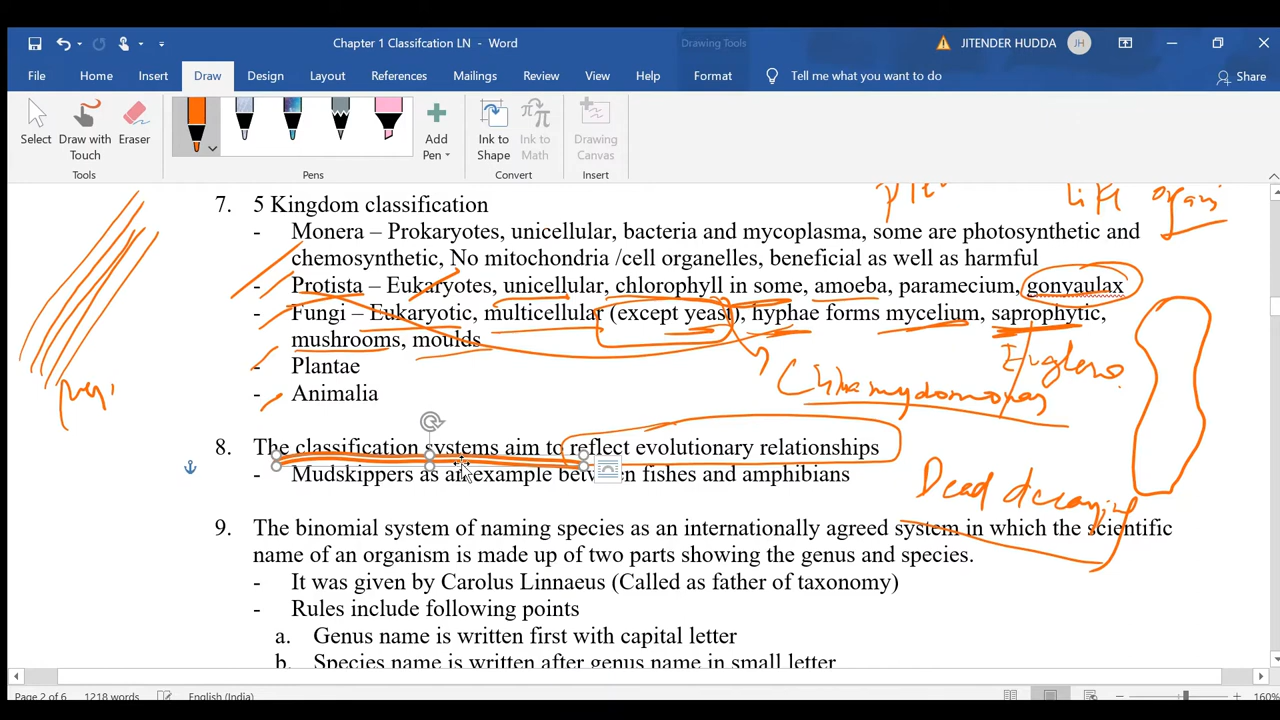 Chapter 1 Classifcation LN - Word
Drawing Tools
JITENDER HUDDA
JH
File Home Insert Draw Design Layout References Mailings Review View Help Format Tell me what you want to do Share
Select Draw with Touch Eraser
Add Pen
Ink to Shape
Ink to Math
Drawing Canvas
Tools Pens Convert Insert
like organis
7. 5 Kingdom classification
- Monera – Prokaryotes, unicellular, bacteria and mycoplasma, some are photosynthetic and
chemosynthetic, No mitochondria /cell organelles, beneficial as well as harmful
- Protista – Eukaryotes, unicellular, chlorophyll in some, amoeba, paramecium, gonyaulax
- Fungi – Eukaryotic, multicellular (except yeast), hyphae forms mycelium, saprophytic,
mushrooms, moulds
Euglena
- Plantae
Chlamydomonas
- Animalia
8. The classification systems aim to reflect evolutionary relationships
- Mudskippers as an example between fishes and amphibians
Dead decaying
9. The binomial system of naming species as an internationally agreed system in which the scientific
name of an organism is made up of two parts showing the genus and species.
- It was given by Carolus Linnaeus (Called as father of taxonomy)
- Rules include following points
a. Genus name is written first with capital letter
b. Species name is written after genus name in small letter
Page 2 of 6 1218 words English (India) 160%